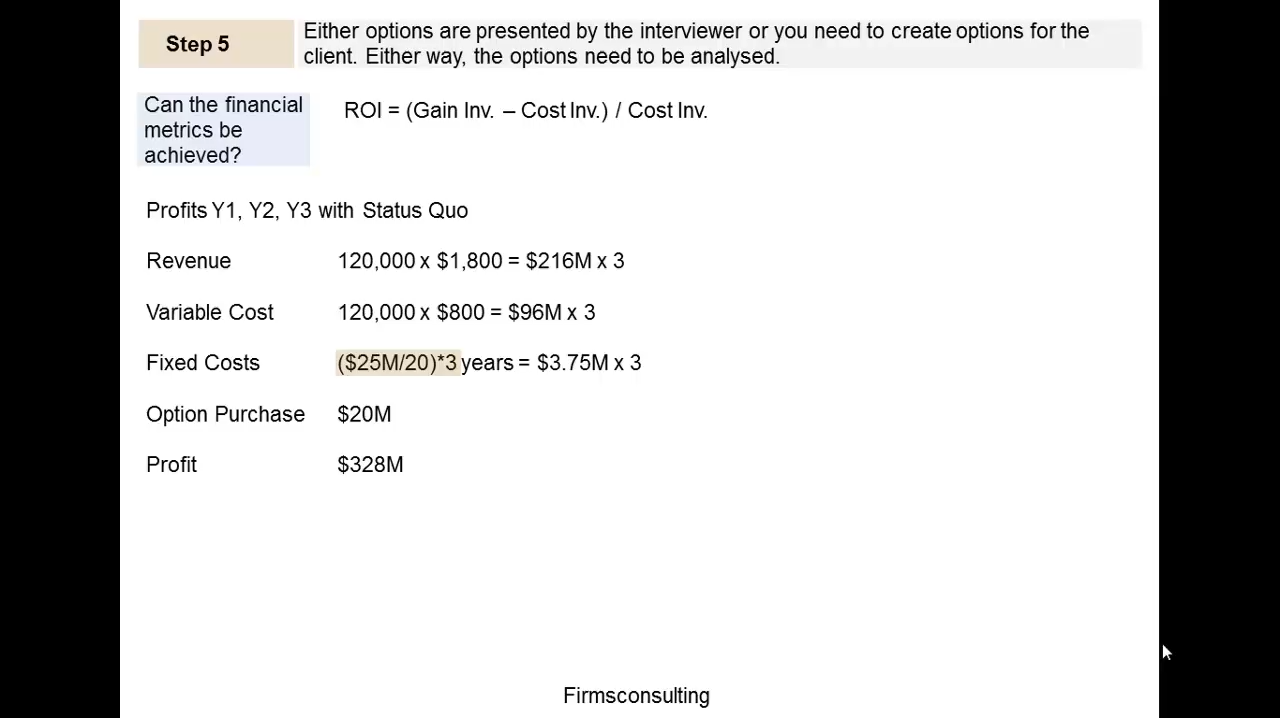 Step 5
Either options are presented by the interviewer or you need to create options for the
client. Either way, the options need to be analysed.
Can the financial
metrics be
achieved?
ROI = (Gain Inv. – Cost Inv.) / Cost Inv.
Profits Y1, Y2, Y3 with Status Quo
Revenue 120,000 x $1,800 = $216M x 3
Variable Cost 120,000 x $800 = $96M x 3
Fixed Costs ($25M/20)*3 years = $3.75M x 3
Option Purchase $20M
Profit $328M
Firmsconsulting